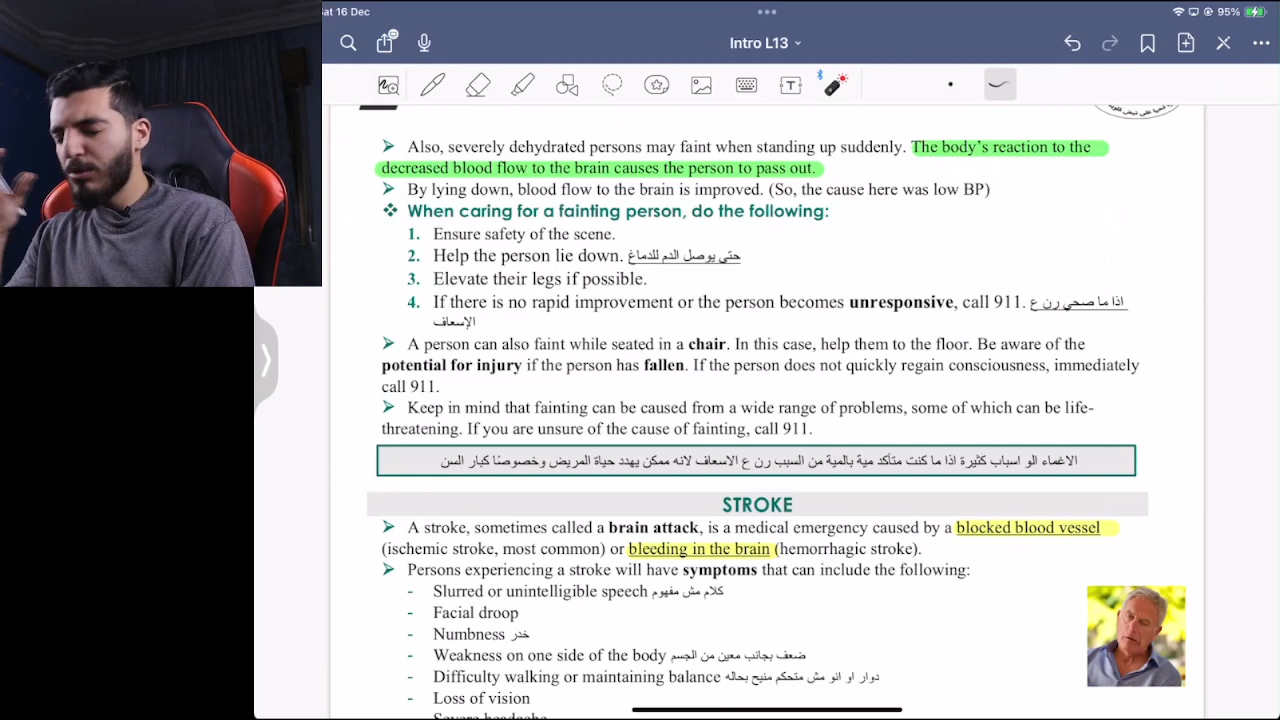 Sat 16 Dec
95%
Intro L13
➤ Also, severely dehydrated persons may faint when standing up suddenly. The body's reaction to the
decreased blood flow to the brain causes the person to pass out.
➤ By lying down, blood flow to the brain is improved. (So, the cause here was low BP)
❖ When caring for a fainting person, do the following:
1. Ensure safety of the scene.
2. Help the person lie down. حتى يوصل الدم للدماغ
3. Elevate their legs if possible.
4. If there is no rapid improvement or the person becomes unresponsive, call 911. اذا ما صحي رن ع
الإسعاف
➤ A person can also faint while seated in a chair. In this case, help them to the floor. Be aware of the
potential for injury if the person has fallen. If the person does not quickly regain consciousness, immediately
call 911.
➤ Keep in mind that fainting can be caused from a wide range of problems, some of which can be life-
threatening. If you are unsure of the cause of fainting, call 911.
الاغماء الو اسباب كثيرة اذا ما كنت متأكد مية بالمية من السبب رن ع الاسعاف لانه ممكن يهدد حياة المريض وخصوصًا كبار السن
STROKE
➤ A stroke, sometimes called a brain attack, is a medical emergency caused by a blocked blood vessel
(ischemic stroke, most common) or bleeding in the brain (hemorrhagic stroke).
➤ Persons experiencing a stroke will have symptoms that can include the following:
- Slurred or unintelligible speech كلام مش مفهوم
- Facial droop
- Numbness خدر
- Weakness on one side of the body ضعف بجانب معين من الجسم
- Difficulty walking or maintaining balance دوار او انو مش متحكم منيح بحاله
- Loss of vision
Severe headache